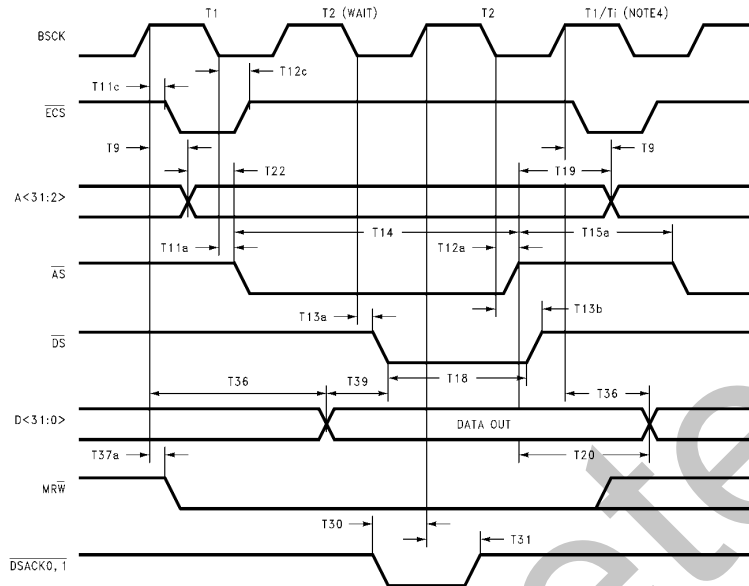 T1 T2 (WAIT) T2 T1/Ti (NOTE4)
BSCK
T11c T12c
ECS
T9 T9
T22 T19
A<31:2>
T14 T15a
T11a T12a
AS
T13a T13b
DS
T36 T39 T18 T36
D<31:0> DATA OUT
T37a T20
MRW
T30 T31
DSACK0, 1
ete